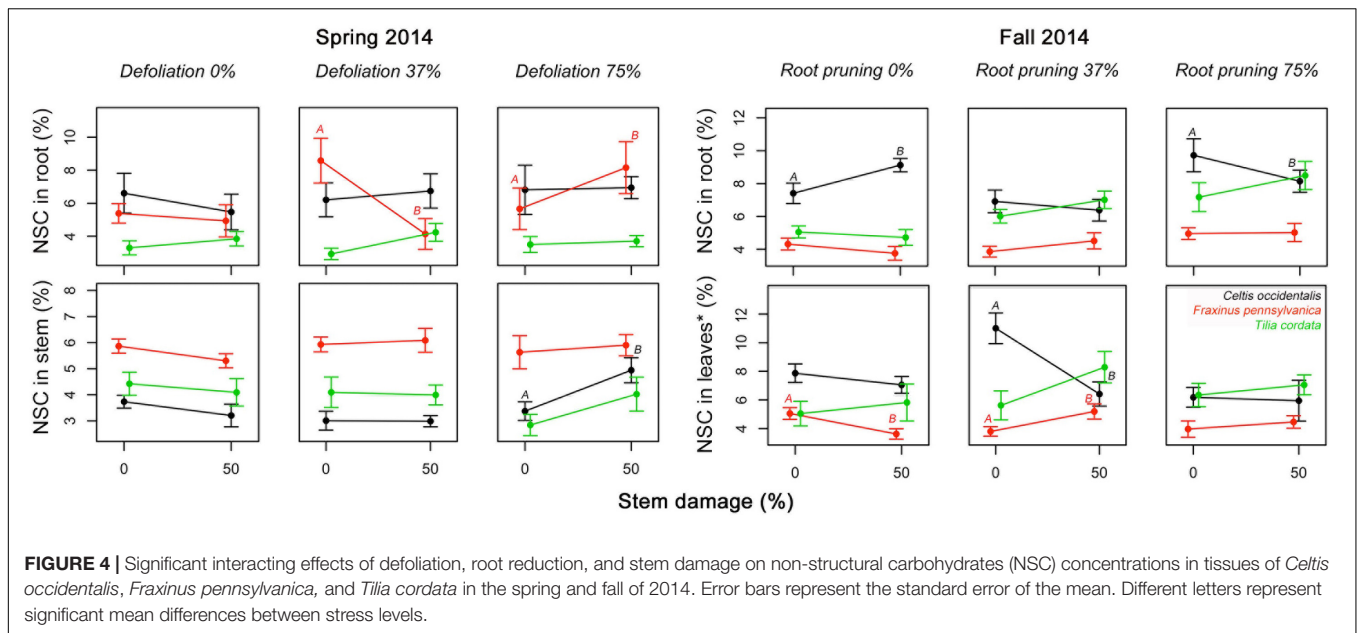 Spring 2014
Fall 2014
Defoliation 0%
Defoliation 37%
Defoliation 75%
Root pruning 0%
Root pruning 37%
Root pruning 75%
NSC in root (%)
10
8
6
4
A
B
A
B
NSC in root (%)
12
10
8
6
4
A
B
A
B
NSC in stem (%)
8
7
6
5
4
3
A
B
NSC in leaves* (%)
12
10
8
6
4
A
B
A
B
A
B
Celtis occidentalis
Fraxinus pennsylvanica
Tilia cordata
0
50
0
50
0
50
0
50
0
50
0
50
Stem damage (%)
FIGURE 4 | Significant interacting effects of defoliation, root reduction, and stem damage on non-structural carbohydrates (NSC) concentrations in tissues of Celtis
occidentalis, Fraxinus pennsylvanica, and Tilia cordata in the spring and fall of 2014. Error bars represent the standard error of the mean. Different letters represent
significant mean differences between stress levels.